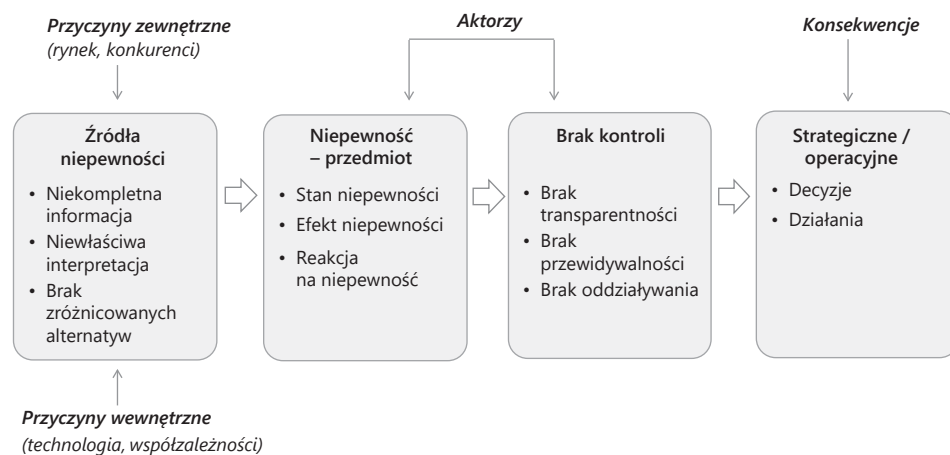 Przyczyny zewnętrzne
(rynek, konkurenci)
Aktorzy
Konsekwencje
Źródła
niepewności
• Niekompletna
informacja
• Niewłaściwa
interpretacja
• Brak
zróżnicowanych
alternatyw
Niepewność
– przedmiot
• Stan niepewności
• Efekt niepewności
• Reakcja
na niepewność
Brak kontroli
• Brak
transparentności
• Brak
przewidywalności
• Brak oddziaływania
Strategiczne /
operacyjne
• Decyzje
• Działania
Przyczyny wewnętrzne
(technologia, współzależności)